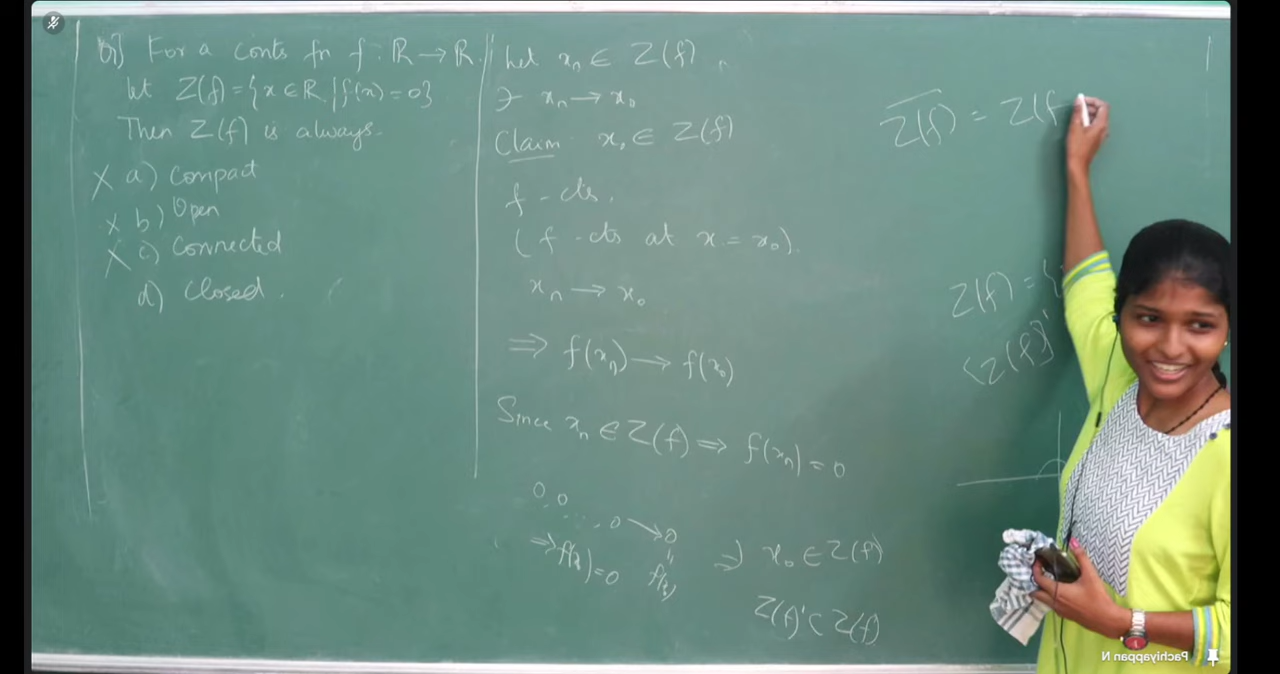 For a conts fn f : ℝ → ℝ.
let Z(f) = {x ∈ ℝ | f(x) = 0}
Then Z(f) is always.
X a) Compact
X b) Open
X c) Connected
d) Closed.
Let xₙ ∈ Z(f)
∋ xₙ → x₀
Claim x₀ ∈ Z(f)
f - cts.
(f - cts at x = x₀).
xₙ → x₀
⇒ f(xₙ) → f(x₀)
Since xₙ ∈ Z(f) ⇒ f(xₙ) = 0
0, 0
... 0 → 0
=
⇒ f(x₀) = 0 f(x₀)
⇒ x₀ ∈ Z(f)
Z(f)' ⊂ Z(f)
Z̅(̅f̅)̅ = Z(f
Z(f) = {
(Z(f))'
Pachiyappan N